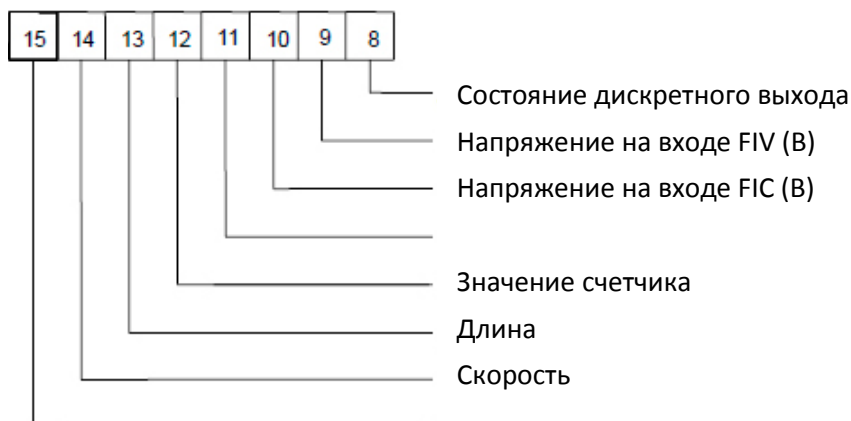 15 14 13 12 11 10 9 8
Состояние дискретного выхода
Напряжение на входе FIV (В)
Напряжение на входе FIC (В)
Значение счетчика
Длина
Скорость